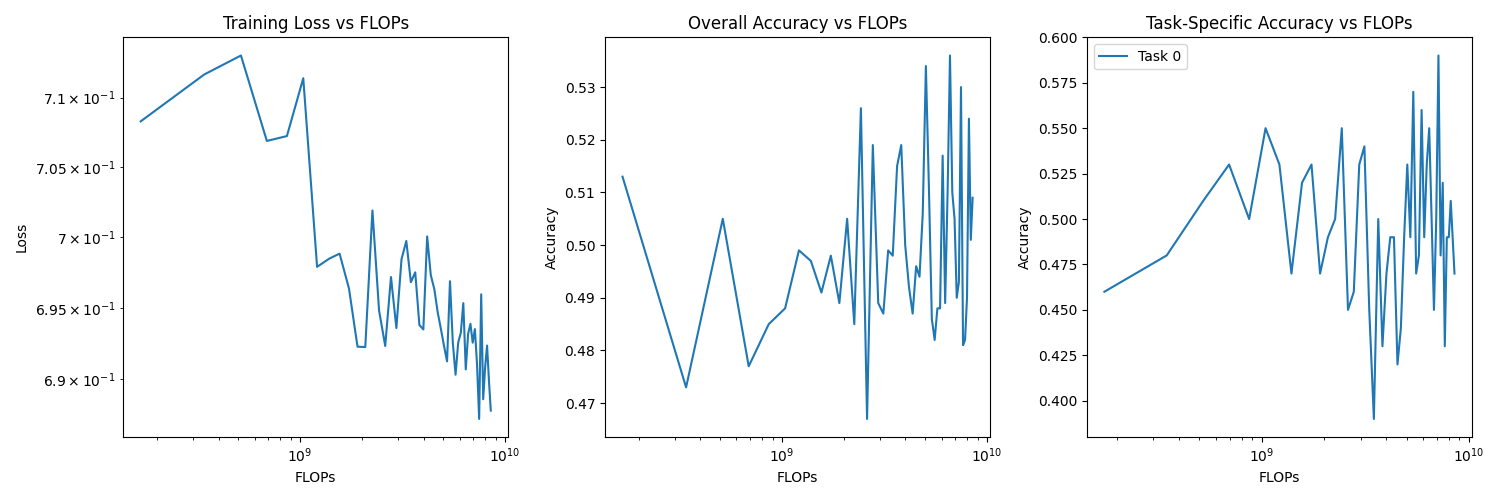 Training Loss vs FLOPs
Loss
7.1 × 10⁻¹
7.05 × 10⁻¹
7 × 10⁻¹
6.95 × 10⁻¹
6.9 × 10⁻¹
10⁹
10¹⁰
FLOPs
Overall Accuracy vs FLOPs
Accuracy
0.53
0.52
0.51
0.50
0.49
0.48
0.47
10⁹
10¹⁰
FLOPs
Task-Specific Accuracy vs FLOPs
Task 0
Accuracy
0.600
0.575
0.550
0.525
0.500
0.475
0.450
0.425
0.400
10⁹
10¹⁰
FLOPs